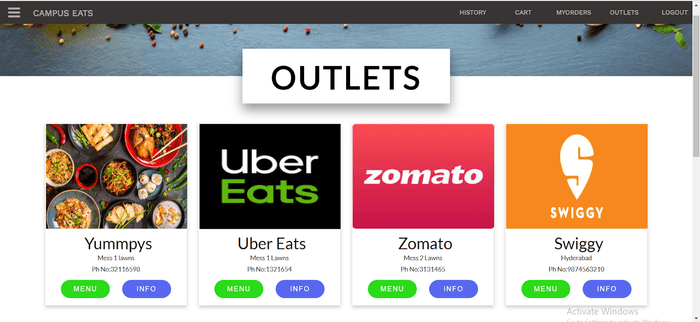 CAMPUS EATS
HISTORY CART MYORDERS OUTLETS LOGOUT
OUTLETS
Uber
Eats
zomato
SWIGGY
Yummpys
Mess 1 lawns
Ph No:32116598
MENU INFO
Uber Eats
Mess 1 Lawns
Ph No:1321654
MENU INFO
Zomato
Mess 2 Lawns
Ph No:3131465
MENU INFO
Swiggy
Hyderabad
Ph No:9874563210
MENU INFO
Activate Windows